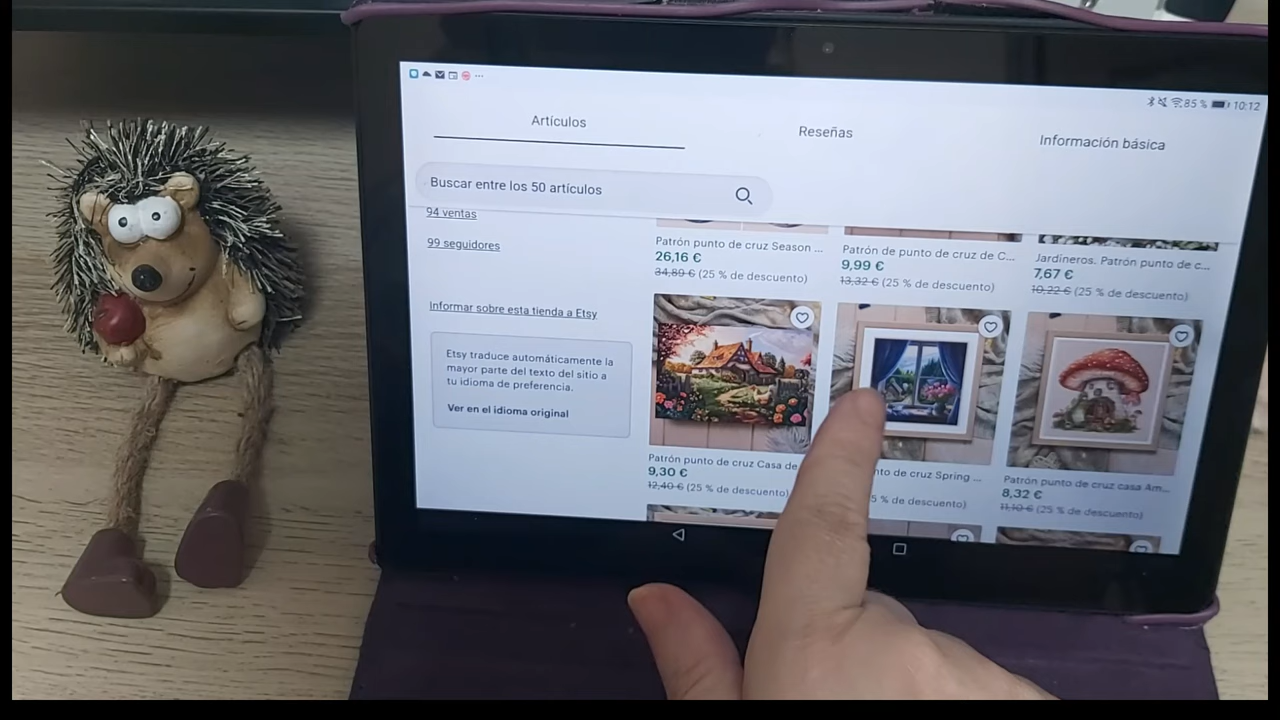 85 % 10:12
Artículos
Reseñas
Información básica
Buscar entre los 50 artículos
94 ventas
99 seguidores
Informar sobre esta tienda a Etsy
Etsy traduce automáticamente la
mayor parte del texto del sitio a
tu idioma de preferencia.
Ver en el idioma original
Patrón punto de cruz Season ...
26,16 €
34,89 € (25 % de descuento)
Patrón de punto de cruz de C...
9,99 €
13,32 € (25 % de descuento)
Jardineros. Patrón punto de c...
7,67 €
10,22 € (25 % de descuento)
Patrón punto de cruz Casa de
9,30 €
12,40 € (25 % de descuento)
nto de cruz Spring ...
5 % de descuento)
Patrón punto de cruz casa Am...
8,32 €
11,10 € (25 % de descuento)